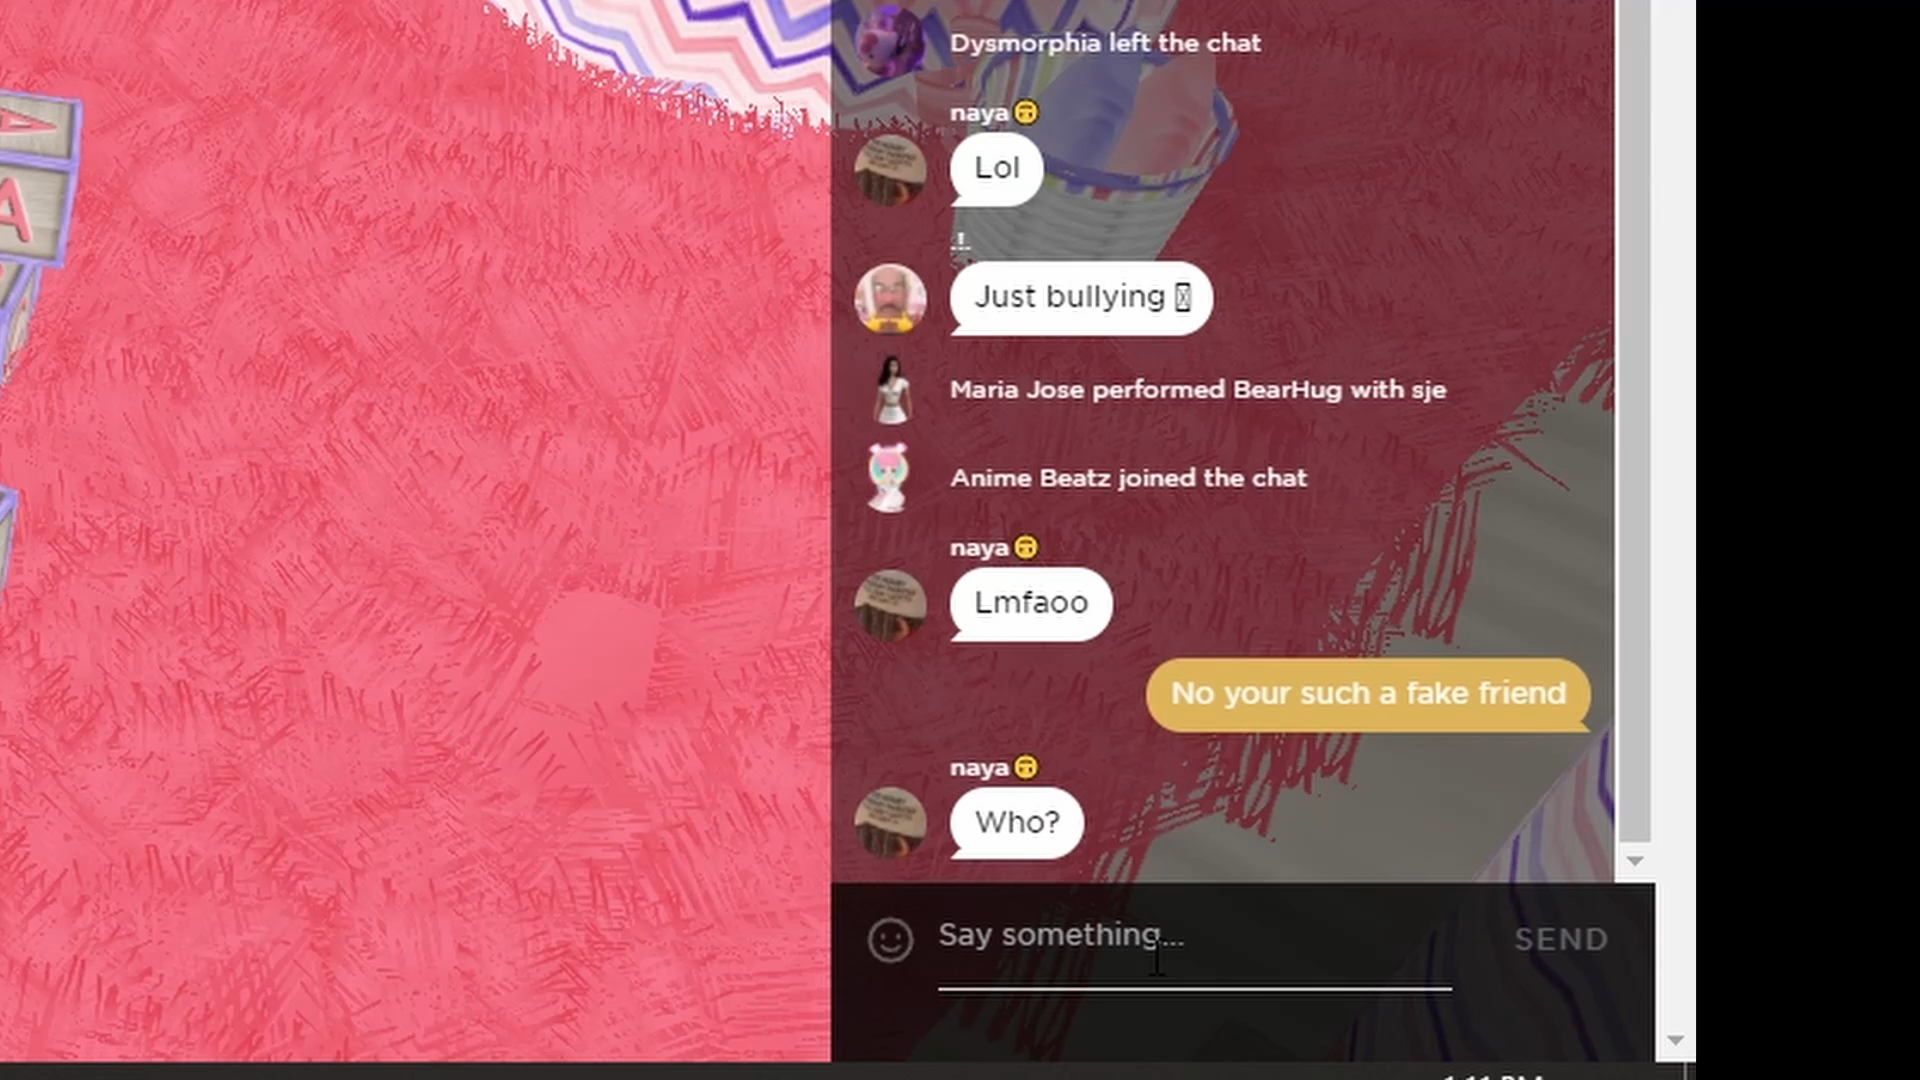 Dysmorphia left the chat
naya🙃
Lol
.!.
Just bullying
Maria Jose performed BearHug with sje
Anime Beatz joined the chat
naya🙃
Lmfaoo
No your such a fake friend
naya🙃
Who?
Say something...
SEND
A
A